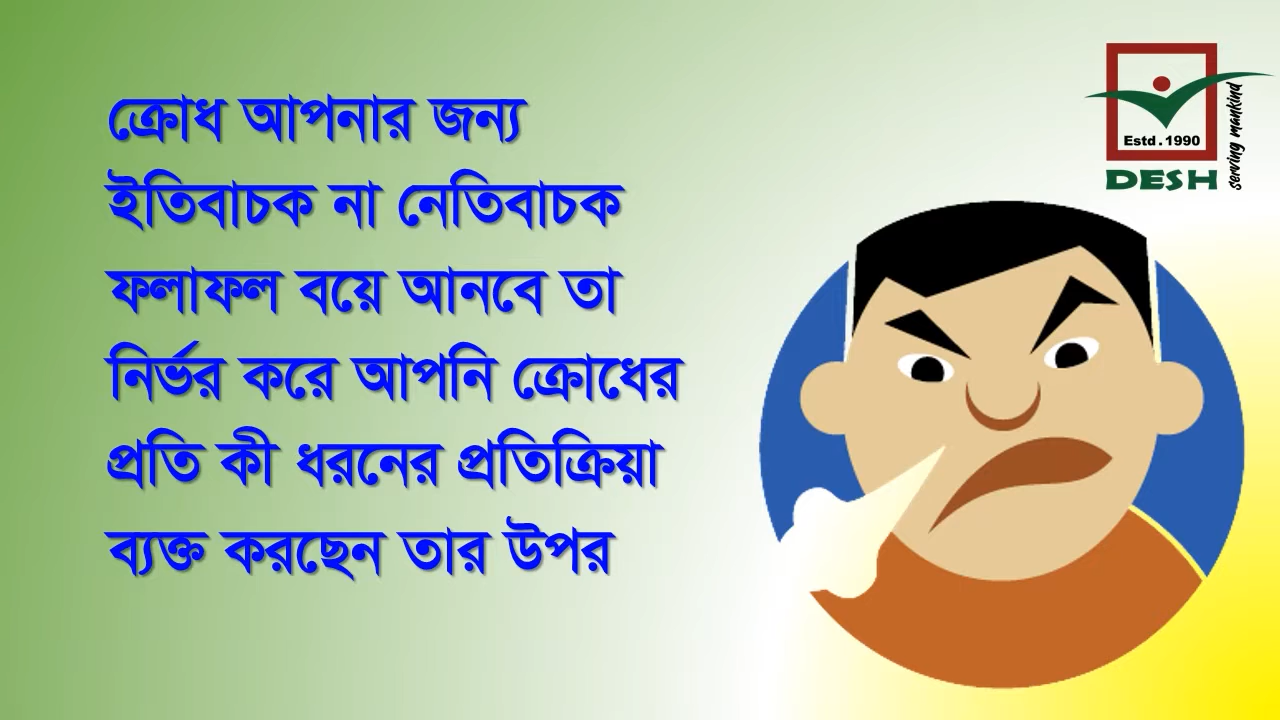 ক্রোধ আপনার জন্য
ইতিবাচক না নেতিবাচক
ফলাফল বয়ে আনবে তা
নির্ভর করে আপনি ক্রোধের
প্রতি কী ধরনের প্রতিক্রিয়া
ব্যক্ত করছেন তার উপর
Estd. 1990
DESH
serving mankind